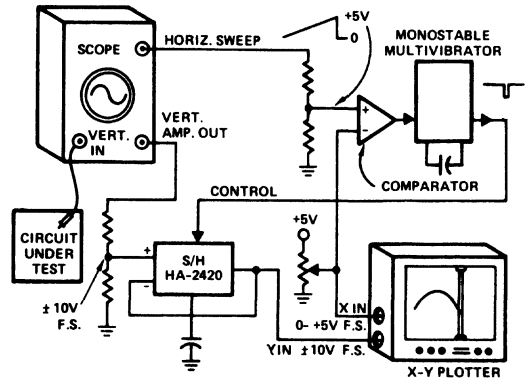 SCOPE
HORIZ. SWEEP
+5V
0
MONOSTABLE
MULTIVIBRATOR
VERT.
IN
VERT.
AMP. OUT
+
−
COMPARATOR
CONTROL
CIRCUIT
UNDER
TEST
+5V
+
−
S/H
HA-2420
± 10V
F.S.
X IN
0- +5V F.S.
YIN ±10V F.S.
X-Y PLOTTER